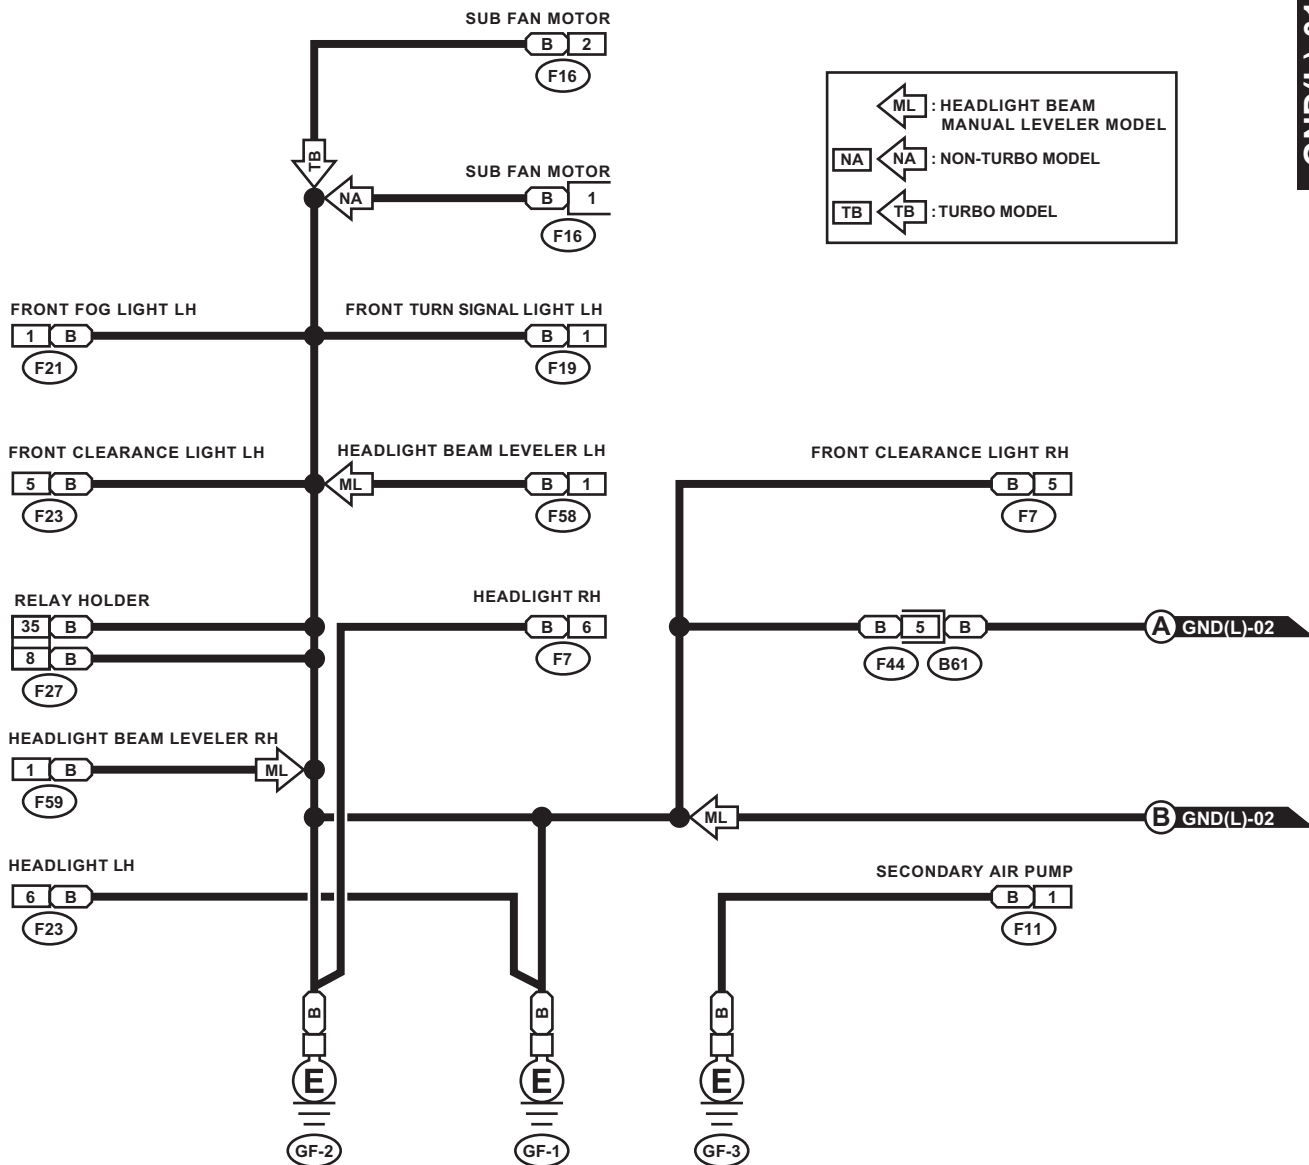 SUB FAN MOTOR
B 2
F16
TB
SUB FAN MOTOR
NA
B 1
F16
ML : HEADLIGHT BEAM
MANUAL LEVELER MODEL
NA NA : NON-TURBO MODEL
TB TB : TURBO MODEL
FRONT FOG LIGHT LH
1 B
F21
FRONT TURN SIGNAL LIGHT LH
B 1
F19
FRONT CLEARANCE LIGHT LH
5 B
F23
HEADLIGHT BEAM LEVELER LH
ML
B 1
F58
FRONT CLEARANCE LIGHT RH
B 5
F7
RELAY HOLDER
35 B
8 B
F27
HEADLIGHT RH
B 6
F7
B 5 B
F44 B61
A GND(L)-02
HEADLIGHT BEAM LEVELER RH
1 B
ML
F59
ML
B GND(L)-02
HEADLIGHT LH
6 B
F23
SECONDARY AIR PUMP
B 1
F11
B B B
E E E
GF-2 GF-1 GF-3